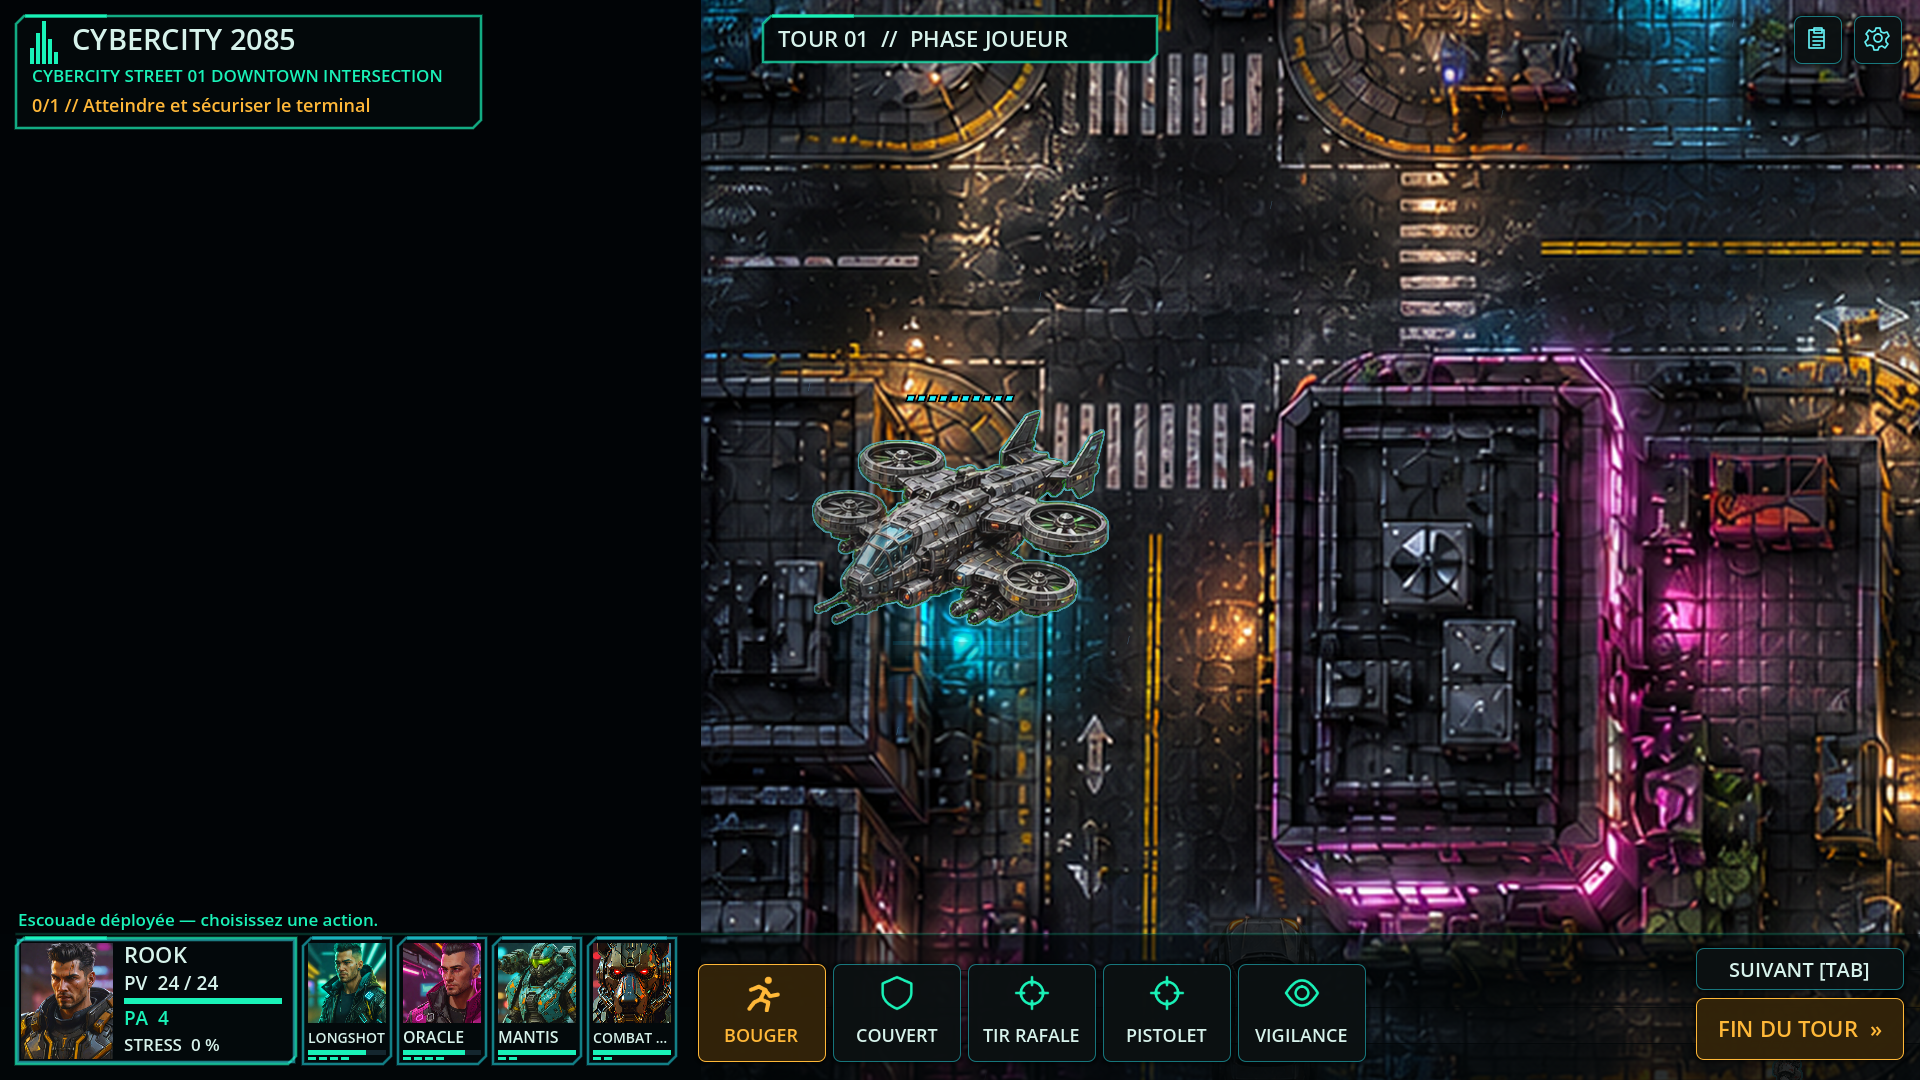 CYBERCITY 2085
CYBERCITY STREET 01 DOWNTOWN INTERSECTION
0/1 // Atteindre et sécuriser le terminal
TOUR 01 // PHASE JOUEUR
Escouade déployée — choisissez une action.
ROOK
PV 24 / 24
PA 4
STRESS 0 %
LONGSHOT
ORACLE
MANTIS
COMBAT ...
BOUGER
COUVERT
TIR RAFALE
PISTOLET
VIGILANCE
SUIVANT [TAB]
FIN DU TOUR »